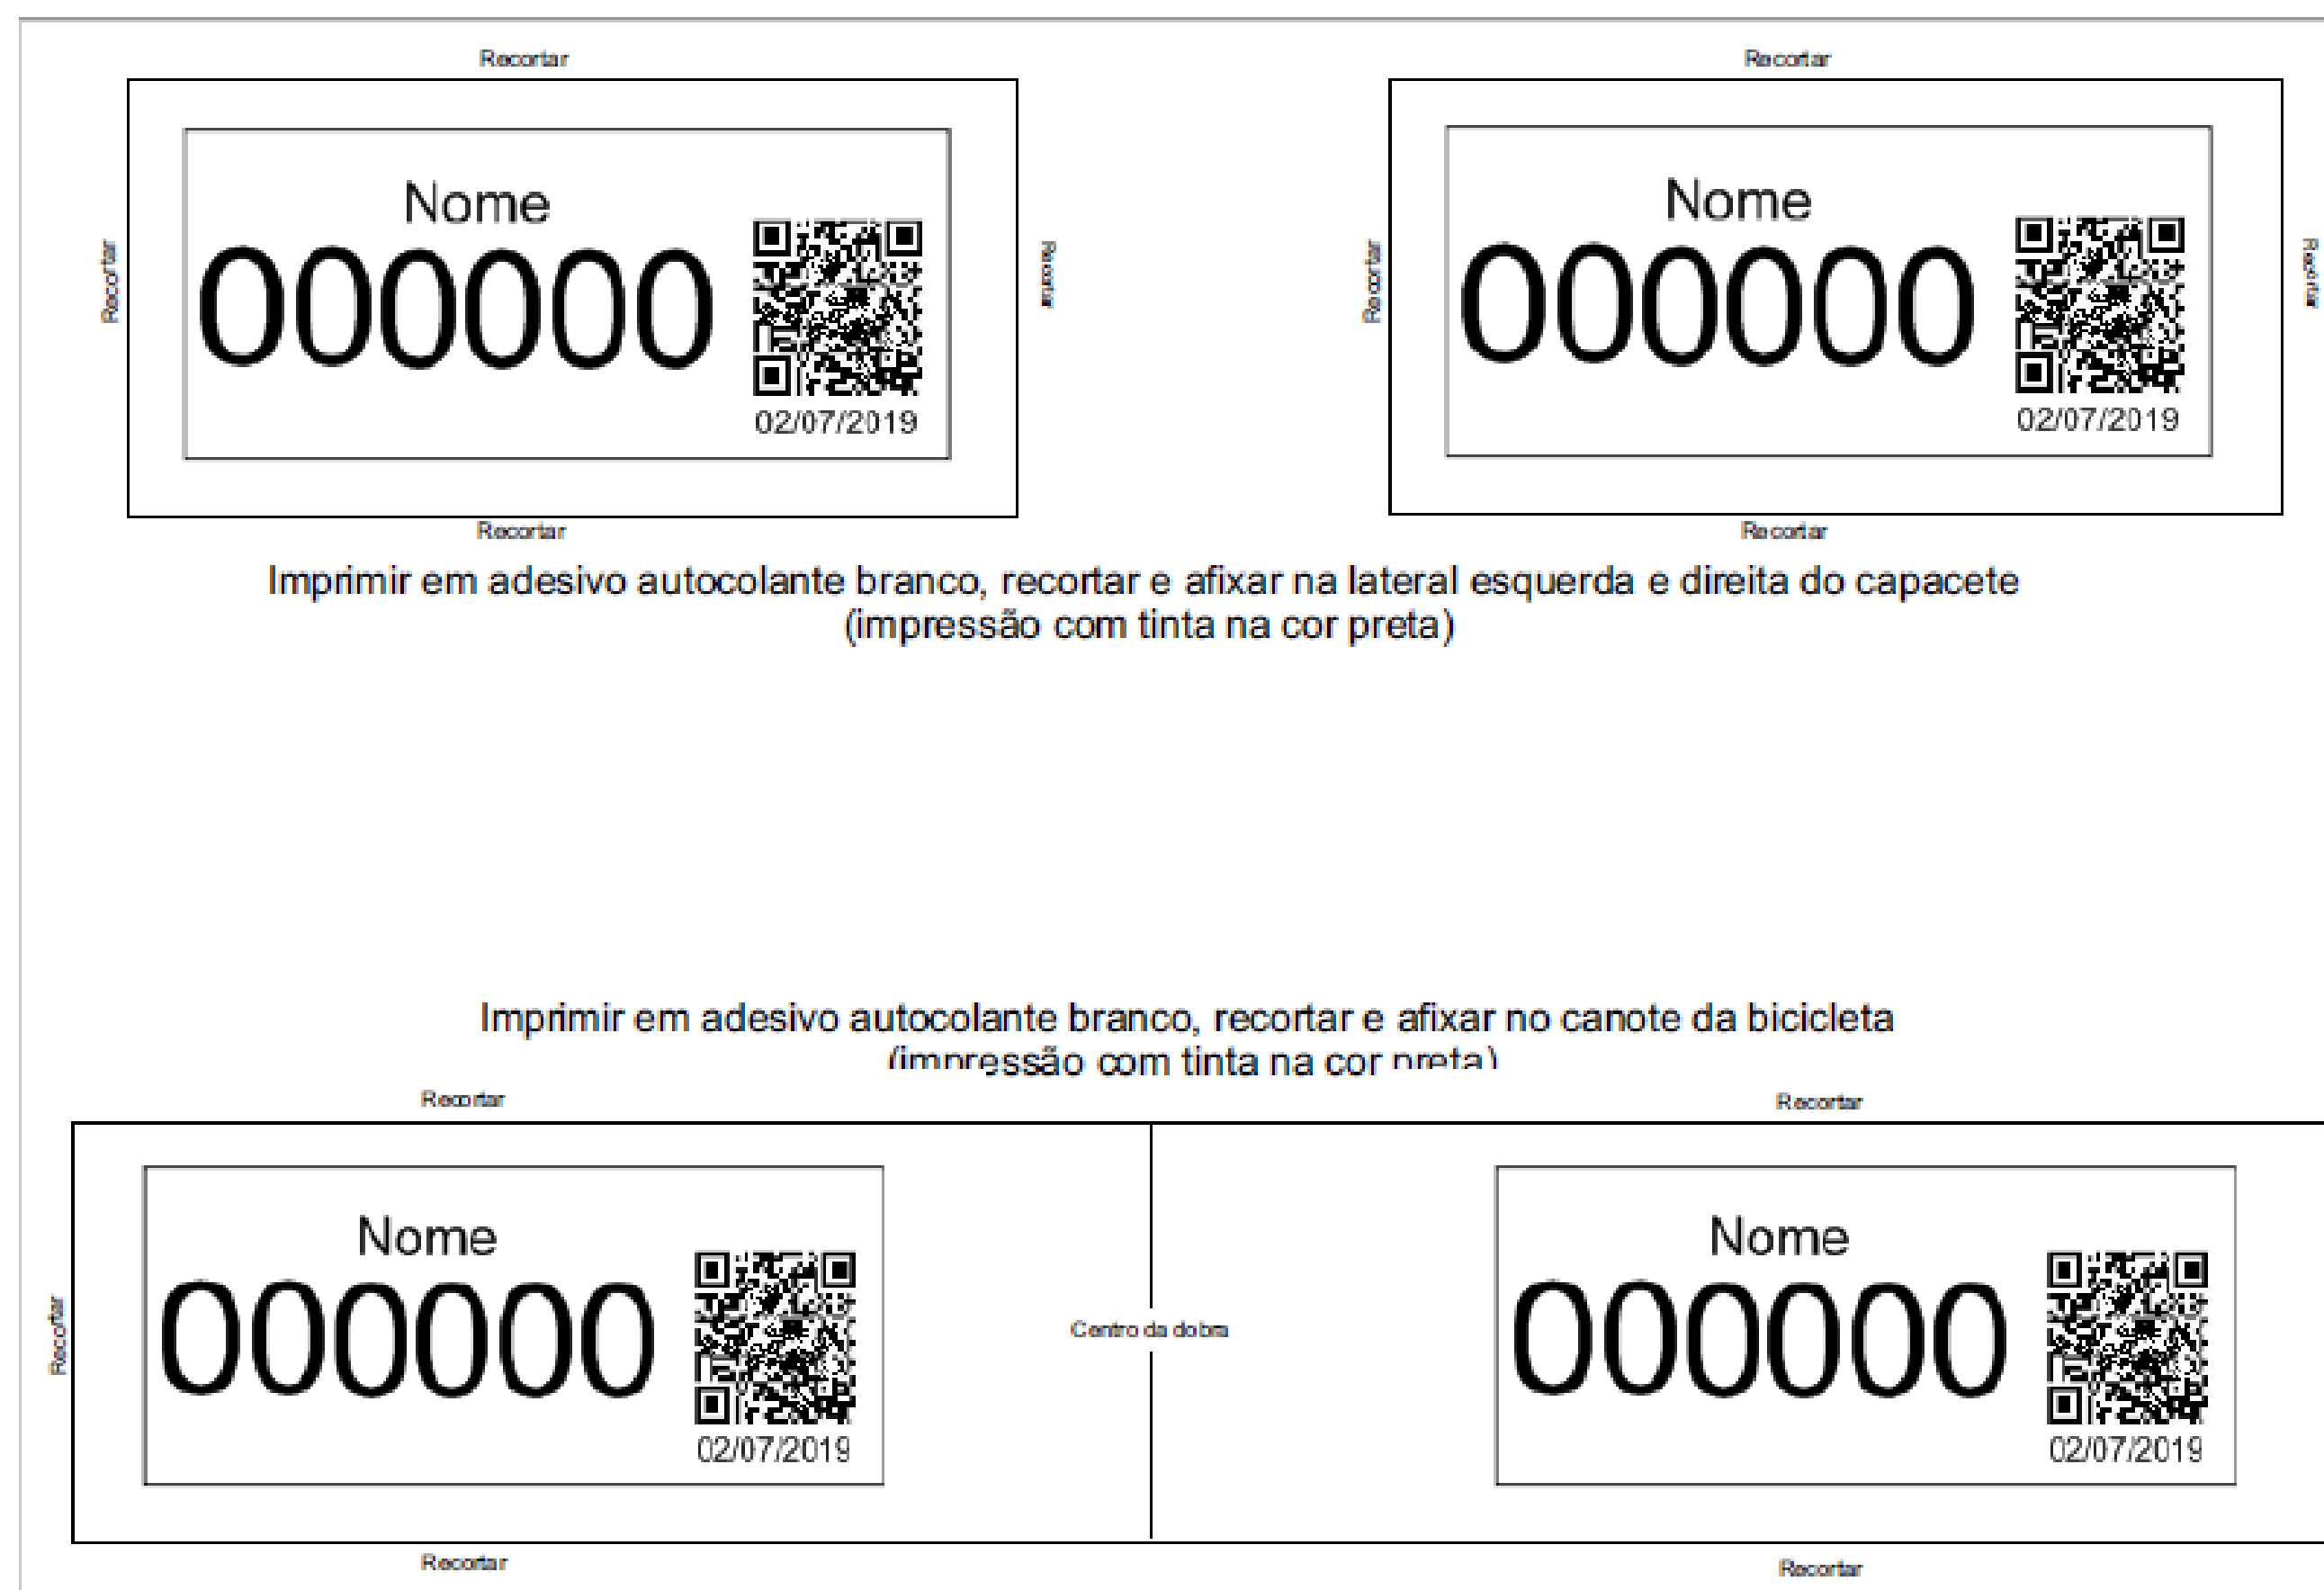 Recortar
Recortar
Recortar
Nome
000000
02/07/2019
Recortar
Recortar
Nome
000000
02/07/2019
Recortar
Recortar
Recortar
Imprimir em adesivo autocolante branco, recortar e afixar na lateral esquerda e direita do capacete
(impressão com tinta na cor preta)
Imprimir em adesivo autocolante branco, recortar e afixar no canote da bicicleta
(impressão com tinta na cor preta)
Recortar
Recortar
Recortar
Nome
000000
02/07/2019
Centro da dobra
Nome
000000
02/07/2019
Recortar
Recortar